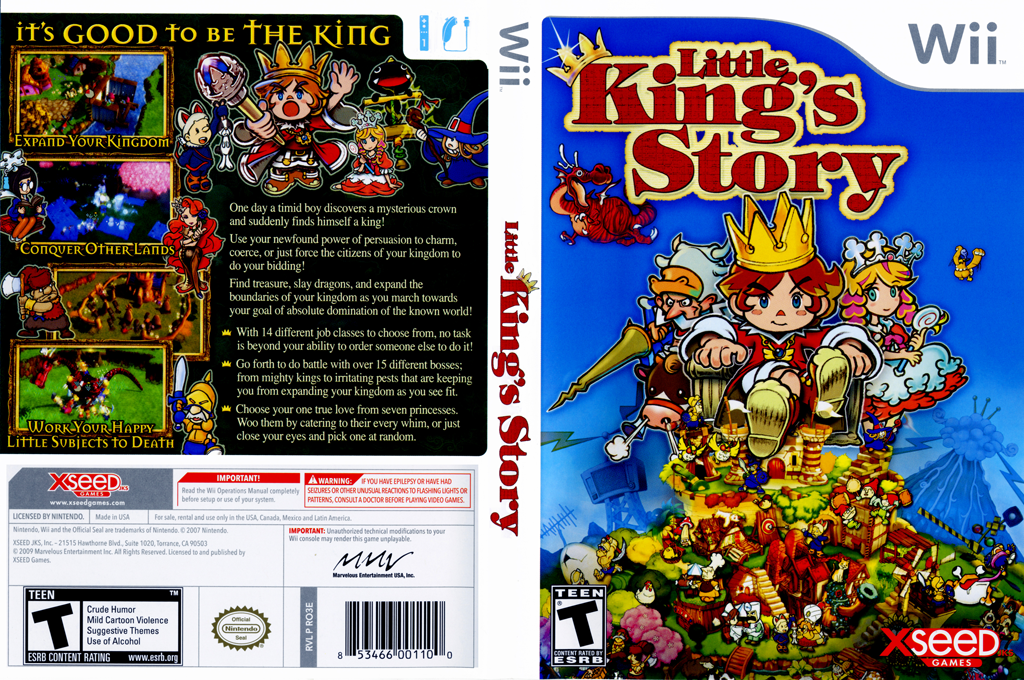 IT'S GOOD TO BE THE KING
1
EXPAND YOUR KINGDOM
CONQUER OTHER LANDS
WORK YOUR HAPPY
LITTLE SUBJECTS TO DEATH
One day a timid boy discovers a mysterious crown
and suddenly finds himself a king!
Use your newfound power of persuasion to charm,
coerce, or just force the citizens of your kingdom to
do your bidding!
Find treasure, slay dragons, and expand the
boundaries of your kingdom as you march towards
your goal of absolute domination of the known world!
With 14 different job classes to choose from, no task
is beyond your ability to order someone else to do it!
Go forth to do battle with over 15 different bosses;
from mighty kings to irritating pests that are keeping
you from expanding your kingdom as you see fit.
Choose your one true love from seven princesses.
Woo them by catering to their every whim, or just
close your eyes and pick one at random.
XSEED JKS
GAMES
www.xseedgames.com
IMPORTANT!
Read the Wii Operations Manual completely
before setup or use of your system.
WARNING: IF YOU HAVE EPILEPSY OR HAVE HAD
SEIZURES OR OTHER UNUSUAL REACTIONS TO FLASHING LIGHTS OR
PATTERNS, CONSULT A DOCTOR BEFORE PLAYING VIDEO GAMES.
LICENSED BY NINTENDO.
Made in USA
For sale, rental and use only in the USA, Canada, Mexico and Latin America.
Nintendo, Wii and the Official Seal are trademarks of Nintendo. © 2007 Nintendo.
XSEED JKS, Inc. – 21515 Hawthorne Blvd., Suite 1020, Torrance, CA 90503
© 2009 Marvelous Entertainment Inc. All Rights Reserved. Licensed to and published by
XSEED Games.
IMPORTANT: Unauthorized technical modifications to your
Wii console may render this game unplayable.
MMV
Marvelous Entertainment USA, Inc.
TEEN
TM
T
Crude Humor
Mild Cartoon Violence
Suggestive Themes
Use of Alcohol
ESRB CONTENT RATING
www.esrb.org
Official
Nintendo
Seal
RVL P RO3E
8 53466 00110 0
Wii
Little
King's Story
Wii
Little
King's
Story
TEEN
T
CONTENT RATED BY
ESRB
XSEED JKS
GAMES